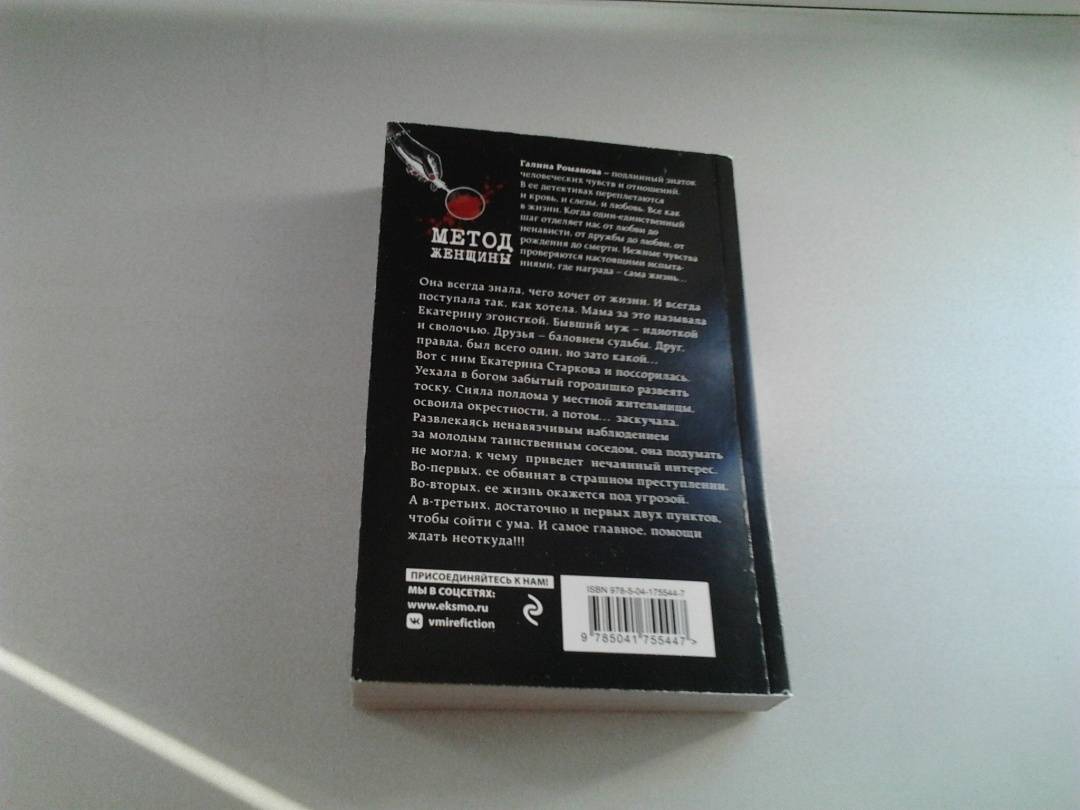 МЕТОД
ЖЕНЩИНЫ
Галина Романова – подлинный знаток
человеческих чувств и отношений.
В ее детективах переплетаются
и кровь, и слезы, и любовь. Все как
в жизни. Когда один-единственный
шаг отделяет нас от любви до
ненависти, от дружбы до любви, от
рождения до смерти. Нежные чувства
проверяются настоящими испыта-
ниями, где награда – сама жизнь...
Она всегда знала, чего хочет от жизни. И всегда
поступала так, как хотела. Мама за это называла
Екатерину эгоисткой. Бывший муж – идиоткой
и сволочью. Друзья – баловнем судьбы. Друг,
правда, был всего один, но зато какой...
Вот с ним Екатерина Старкова и поссорилась.
Уехала в богом забытый городишко развеять
тоску. Сняла полдома у местной жительницы,
освоила окрестности, а потом... заскучала.
Развлекаясь ненавязчивым наблюдением
за молодым таинственным соседом, она подумать
не могла, к чему приведет нечаянный интерес.
Во-первых, ее обвинят в страшном преступлении.
Во-вторых, ее жизнь окажется под угрозой.
А в-третьих, достаточно и первых двух пунктов,
чтобы сойти с ума. И самое главное, помощи
ждать неоткуда!!!
ПРИСОЕДИНЯЙТЕСЬ К НАМ!
МЫ В СОЦСЕТЯХ:
www.eksmo.ru
vmirefiction
ISBN 978-5-04-175544-7
9 785041 755447 >